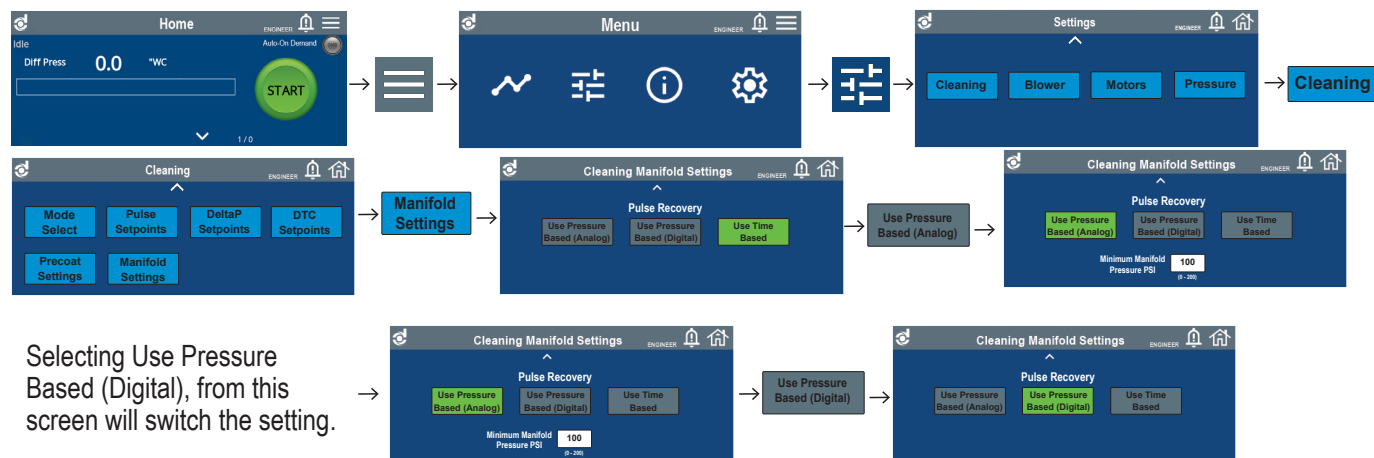 Home
ENGINEER
Idle
Auto-On Demand
Diff Press 0.0 "WC
START
1 / 0
Menu
ENGINEER
Settings
ENGINEER
Cleaning
Blower
Motors
Pressure
Cleaning
Cleaning
ENGINEER
Mode
Select
Pulse
Setpoints
DeltaP
Setpoints
DTC
Setpoints
Precoat
Settings
Manifold
Settings
Manifold
Settings
Cleaning Manifold Settings
ENGINEER
Pulse Recovery
Use Pressure
Based (Analog)
Use Pressure
Based (Digital)
Use Time
Based
Use Pressure
Based (Analog)
Cleaning Manifold Settings
ENGINEER
Pulse Recovery
Use Pressure
Based (Analog)
Use Pressure
Based (Digital)
Use Time
Based
Minimum Manifold
Pressure PSI
100
(0 - 200)
Selecting Use Pressure
Based (Digital), from this
screen will switch the setting.
Cleaning Manifold Settings
ENGINEER
Pulse Recovery
Use Pressure
Based (Analog)
Use Pressure
Based (Digital)
Use Time
Based
Minimum Manifold
Pressure PSI
100
(0 - 200)
Use Pressure
Based (Digital)
Cleaning Manifold Settings
ENGINEER
Pulse Recovery
Use Pressure
Based (Analog)
Use Pressure
Based (Digital)
Use Time
Based